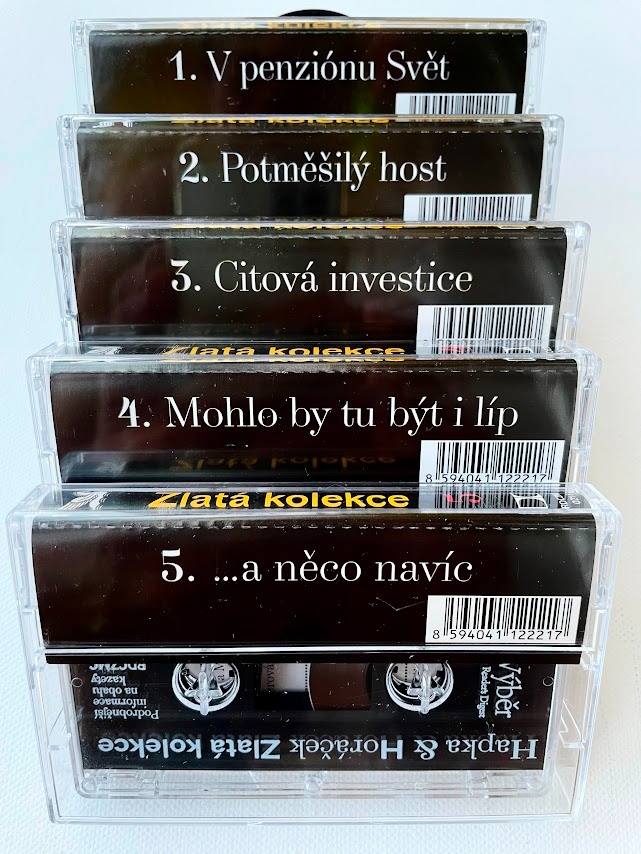 1. V penziónu Svět
2. Potměšilý host
3. Citová investice
Zlatá kolekce
4. Mohlo by tu být i líp
8 594041 122217
Zlatá kolekce
5. ...a něco navíc
8 594041 122217
Výběr
Reader's Digest
Podrobnější
informace
na obalu
kazety
Hapka & Horáček Zlatá kolekce